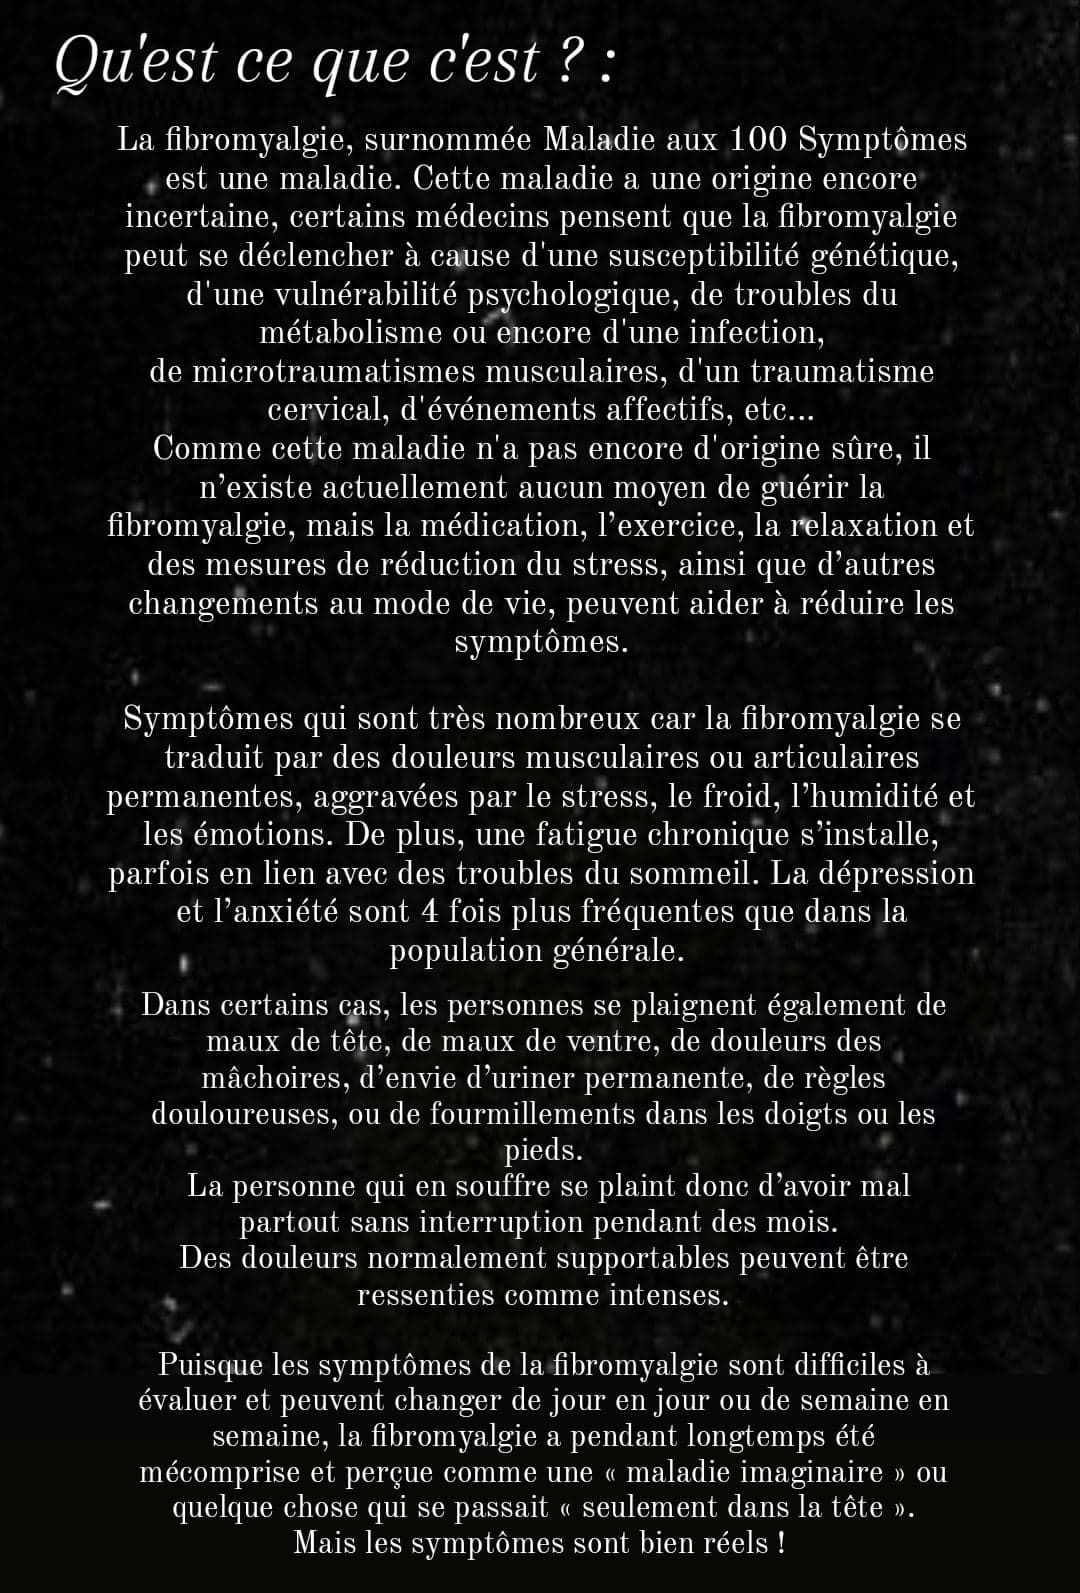 Qu'est ce que c'est ? :
La fibromyalgie, surnommée Maladie aux 100 Symptômes
est une maladie. Cette maladie a une origine encore
incertaine, certains médecins pensent que la fibromyalgie
peut se déclencher à cause d'une susceptibilité génétique,
d'une vulnérabilité psychologique, de troubles du
métabolisme ou encore d'une infection,
de microtraumatismes musculaires, d'un traumatisme
cervical, d'événements affectifs, etc...
Comme cette maladie n'a pas encore d'origine sûre, il
n’existe actuellement aucun moyen de guérir la
fibromyalgie, mais la médication, l’exercice, la relaxation et
des mesures de réduction du stress, ainsi que d’autres
changements au mode de vie, peuvent aider à réduire les
symptômes.
Symptômes qui sont très nombreux car la fibromyalgie se
traduit par des douleurs musculaires ou articulaires
permanentes, aggravées par le stress, le froid, l’humidité et
les émotions. De plus, une fatigue chronique s’installe,
parfois en lien avec des troubles du sommeil. La dépression
et l’anxiété sont 4 fois plus fréquentes que dans la
population générale.
Dans certains cas, les personnes se plaignent également de
maux de tête, de maux de ventre, de douleurs des
mâchoires, d’envie d’uriner permanente, de règles
douloureuses, ou de fourmillements dans les doigts ou les
pieds.
La personne qui en souffre se plaint donc d’avoir mal
partout sans interruption pendant des mois.
Des douleurs normalement supportables peuvent être
ressenties comme intenses.
Puisque les symptômes de la fibromyalgie sont difficiles à
évaluer et peuvent changer de jour en jour ou de semaine en
semaine, la fibromyalgie a pendant longtemps été
mécomprise et perçue comme une « maladie imaginaire » ou
quelque chose qui se passait « seulement dans la tête ».
Mais les symptômes sont bien réels !